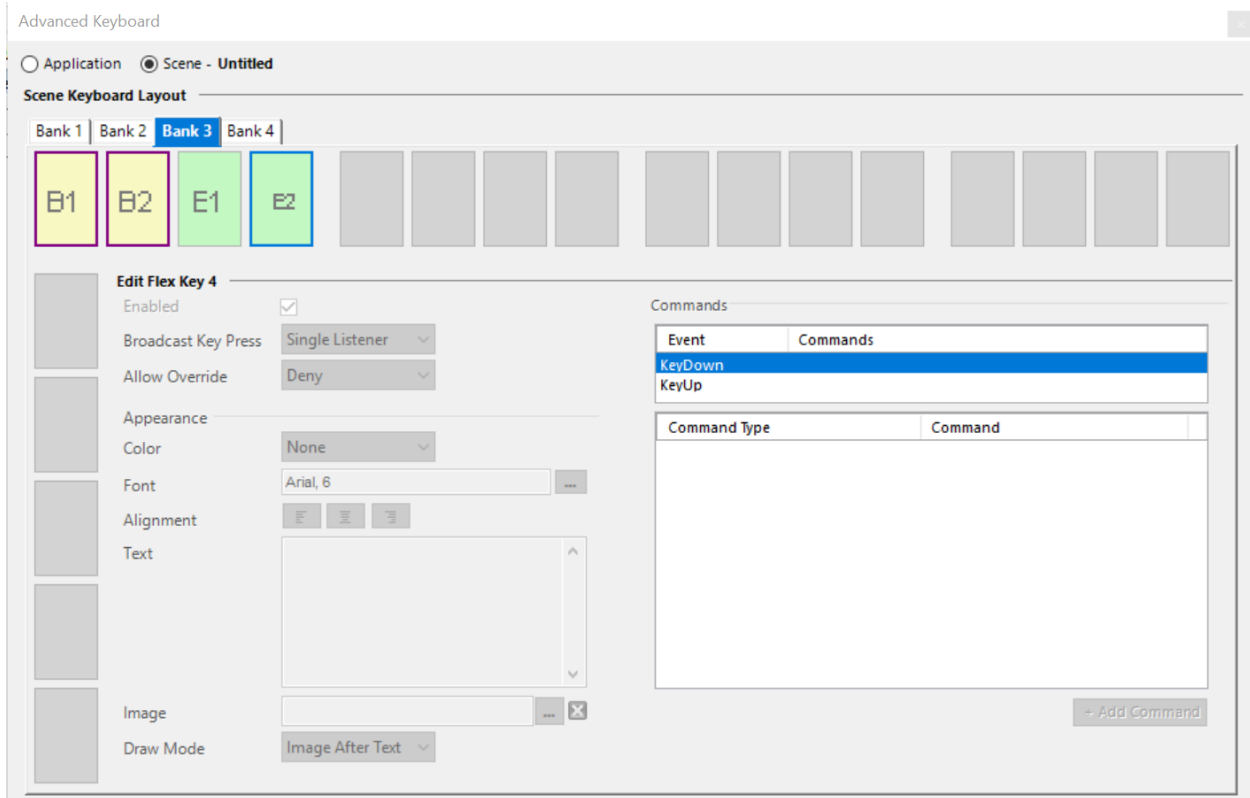 Advanced Keyboard
Application Scene - Untitled
Scene Keyboard Layout
Bank 1 Bank 2 Bank 3 Bank 4
B1 B2 E1 E2
Edit Flex Key 4
Enabled
Broadcast Key Press Single Listener
Allow Override Deny
Appearance
Color None
Font Arial, 6 ...
Alignment
Text
Image ...
Draw Mode Image After Text
Commands
Event Commands
KeyDown
KeyUp
Command Type Command
+ Add Command